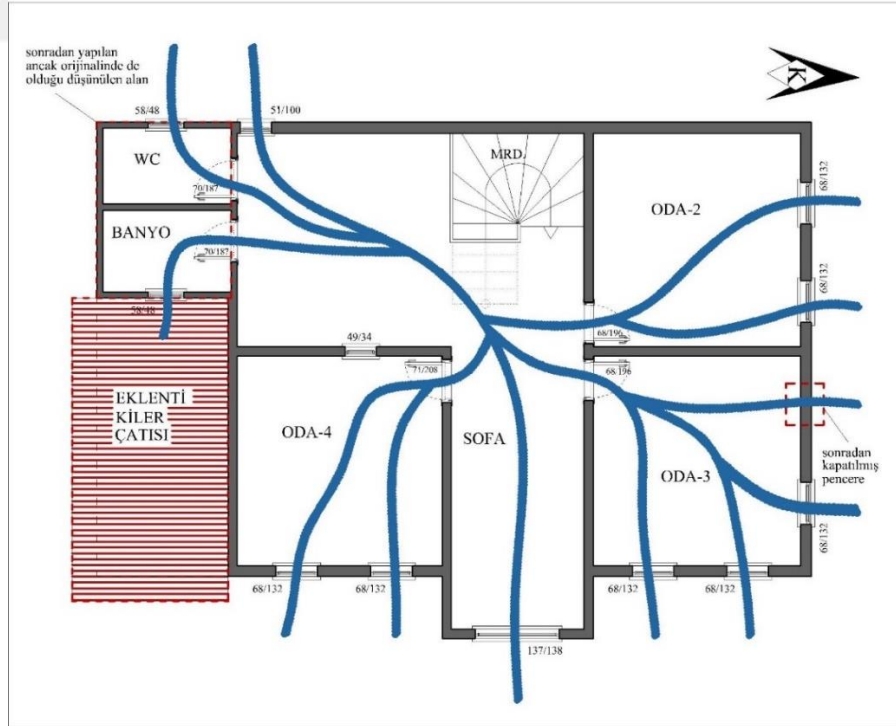 sonradan yapılan
ancak orijinalinde de
olduğu düşünülen alan
58/48
51/100
K
WC
MRD.
70/187
ODA-2
68/132
BANYO
70/187
68/132
58/48
68/196
49/34
71/208
68/196
EKLENTİ
KİLER
ÇATISI
ODA-4
SOFA
ODA-3
sonradan
kapatılmış
pencere
68/132
68/132
68/132
68/132
68/132
137/138